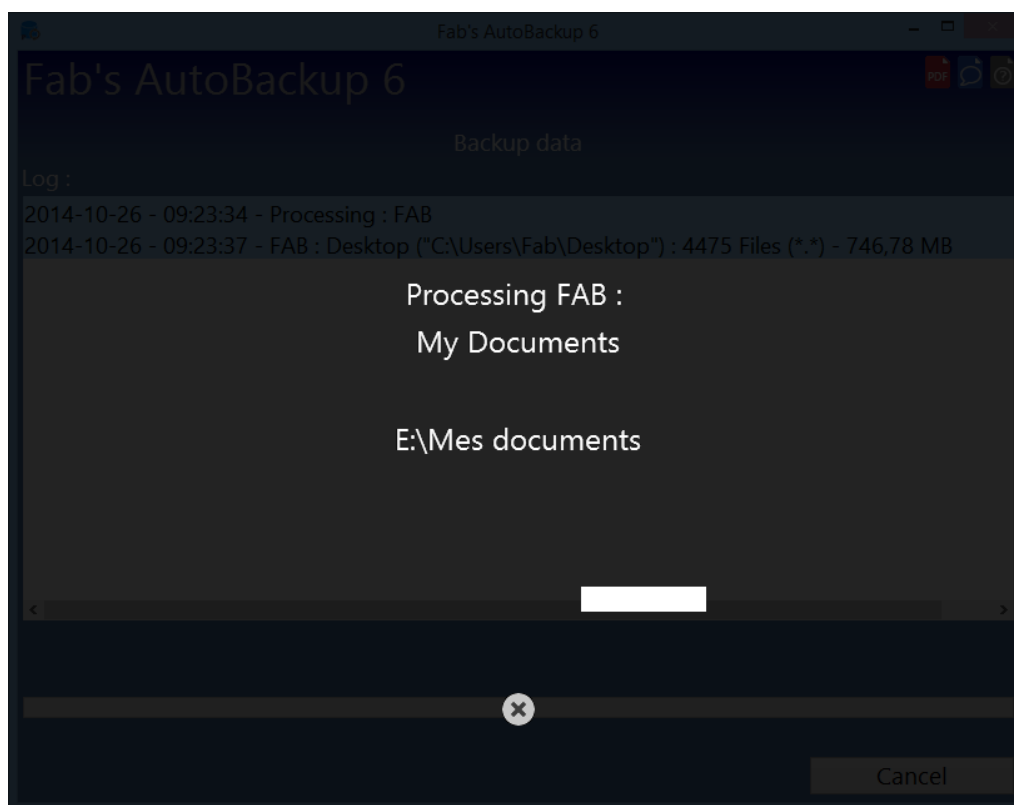 Fab's AutoBackup 6
Fab's AutoBackup 6
PDF
Backup data
Log :
2014-10-26 - 09:23:34 - Processing : FAB
2014-10-26 - 09:23:37 - FAB : Desktop ("C:\Users\Fab\Desktop") : 4475 Files (*.*) - 746,78 MB
Processing FAB :
My Documents
E:\Mes documents
Cancel